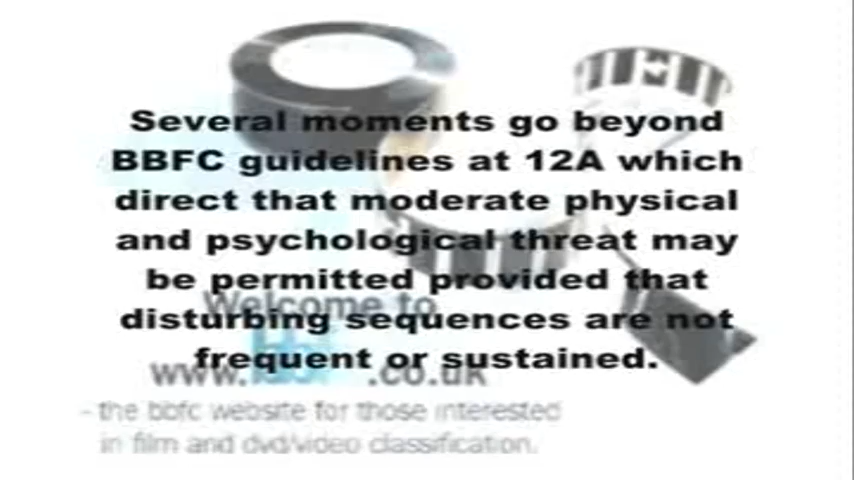 Several moments go beyond
BBFC guidelines at 12A which
direct that moderate physical
and psychological threat may
be permitted provided that
Welcome to
disturbing sequences are not
frequent or sustained.
www.bbfc.co.uk
- the bbfc website for those interested
in film and dvd/video classification.